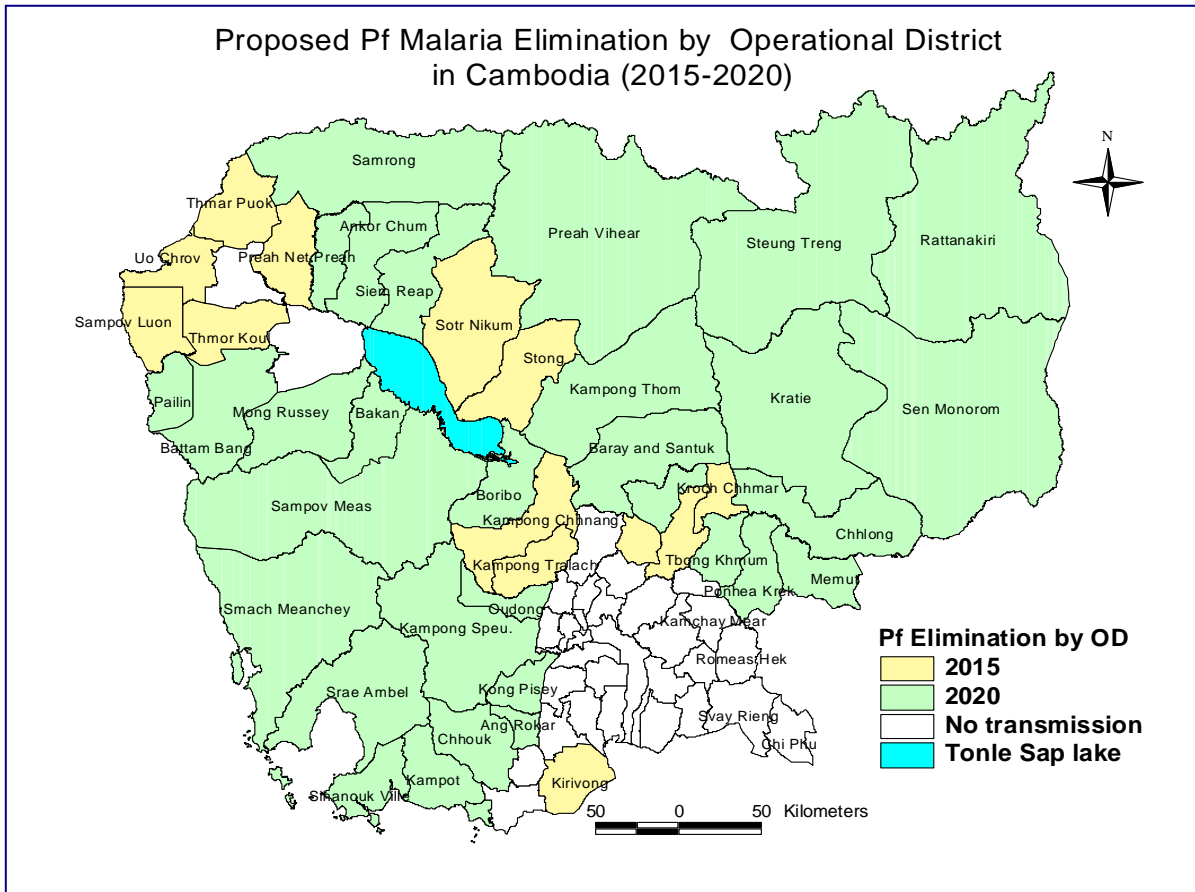 Proposed Pf Malaria Elimination by Operational District
in Cambodia (2015-2020)
N
Samrong
Thmar Puok
Ankor Chum
Preah Vihear
Steung Treng
Rattanakiri
Uo Chrov
Preah Net Preah
Siem Reap
Sampov Luon
Thmor Koul
Sotr Nikum
Stong
Kampong Thom
Kratie
Sen Monorom
Pailin
Mong Russey
Bakan
Battam Bang
Baray and Santuk
Sampov Meas
Boribo
Kroch Chhmar
Kampong Chhnang
Chhlong
Kampong Tralach
Tbong Khmum
Memut
Ponhea Krek
Smach Meanchey
Oudong
Kampong Speu.
Kamchay Mear
Romeas Hek
Srae Ambel
Kong Pisey
Ang Rokar
Chhouk
Svay Rieng
Chi Phu
Kampot
Kirivong
Sihanouk Ville
Pf Elimination by OD
2015
2020
No transmission
Tonle Sap lake
50 0 50 Kilometers